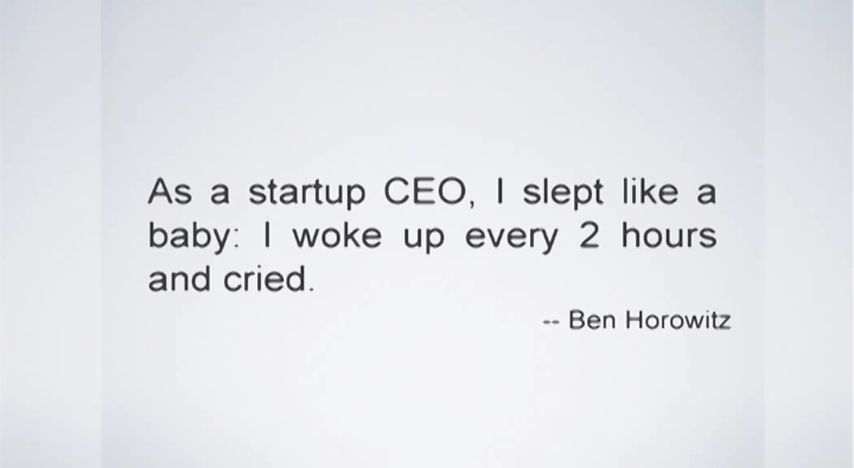 As a startup CEO, I slept like a
baby: I woke up every 2 hours
and cried.
-- Ben Horowitz